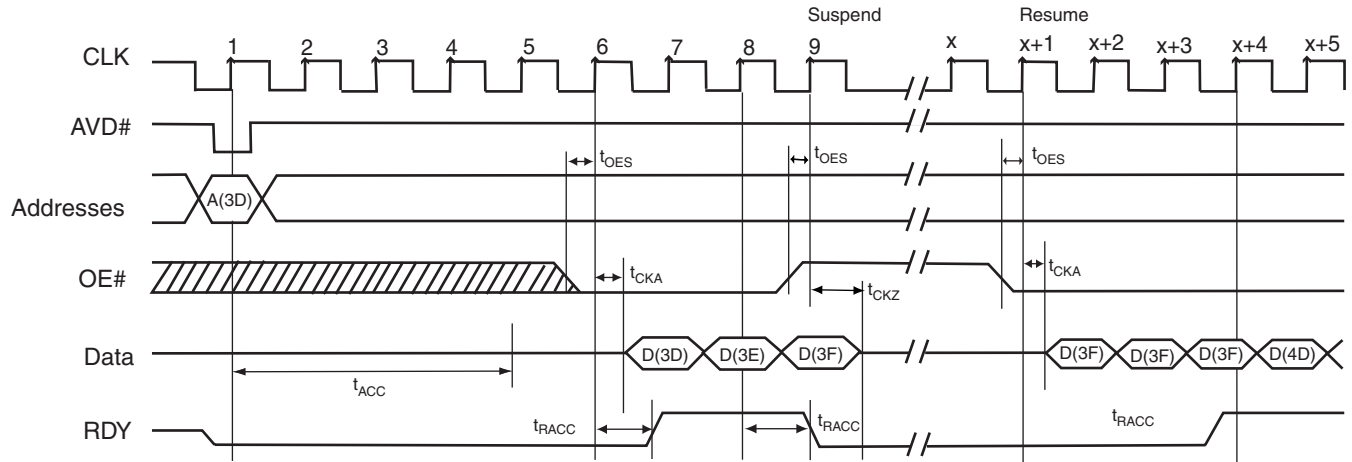 Suspend Resume
CLK 1 2 3 4 5 6 7 8 9 x x+1 x+2 x+3 x+4 x+5
AVD#
tOES tOES tOES
Addresses A(3D)
OE# tCKA tCKZ tCKA
Data D(3D) D(3E) D(3F) D(3F) D(3F) D(3F) D(4D)
tACC
RDY tRACC tRACC tRACC